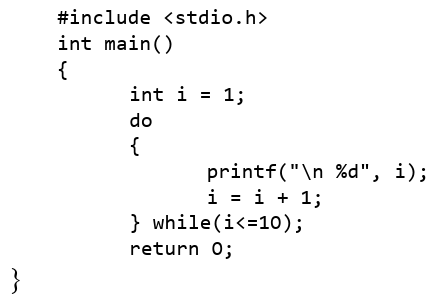 #include <stdio.h>
int main()
{
int i = 1;
do
{
printf("\n %d", i);
i = i + 1;
} while(i<=10);
return 0;
}